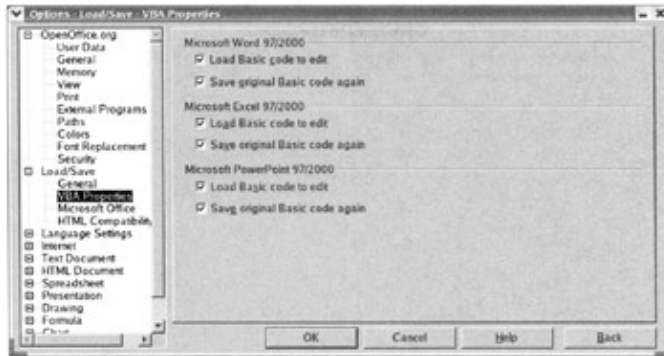 Options - Load/Save - VBA Properties
OpenOffice.org
User Data
General
Memory
View
Print
External Programs
Paths
Colors
Font Replacement
Security
Load/Save
General
VBA Properties
Microsoft Office
HTML Compatibility
Language Settings
Internet
Text Document
HTML Document
Spreadsheet
Presentation
Drawing
Formula
Chart
Microsoft Word 97/2000
Load Basic code to edit
Save original Basic code again
Microsoft Excel 97/2000
Load Basic code to edit
Save original Basic code again
Microsoft PowerPoint 97/2000
Load Basic code to edit
Save original Basic code again
OK
Cancel
Help
Back